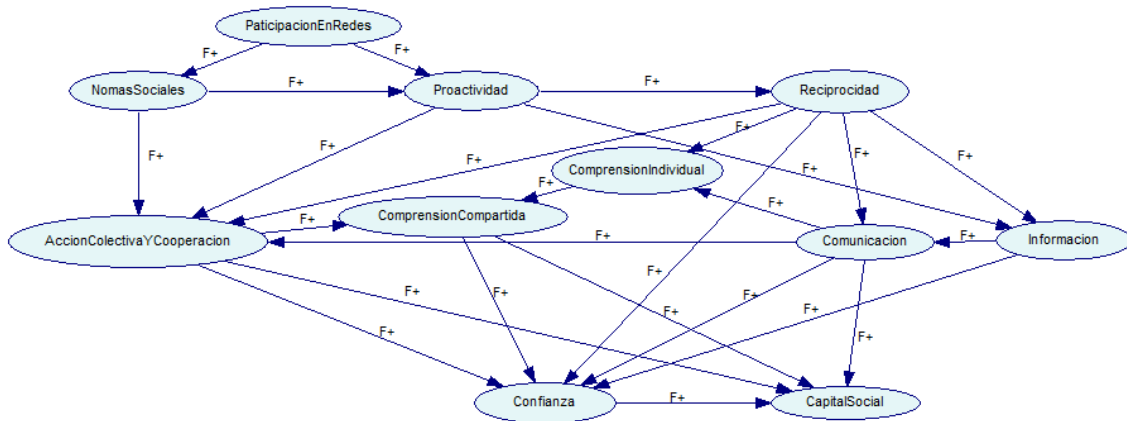 PaticipacionEnRedes
F+
F+
NomasSociales
F+
Proactividad
F+
Reciprocidad
F+
F+
F+
F+
F+
F+
F+
ComprensionIndividual
F+
ComprensionCompartida
F+
F+
AccionColectivaYCooperacion
F+
Comunicacion
F+
Informacion
F+
F+
F+
F+
F+
F+
F+
F+
Confianza
F+
CapitalSocial